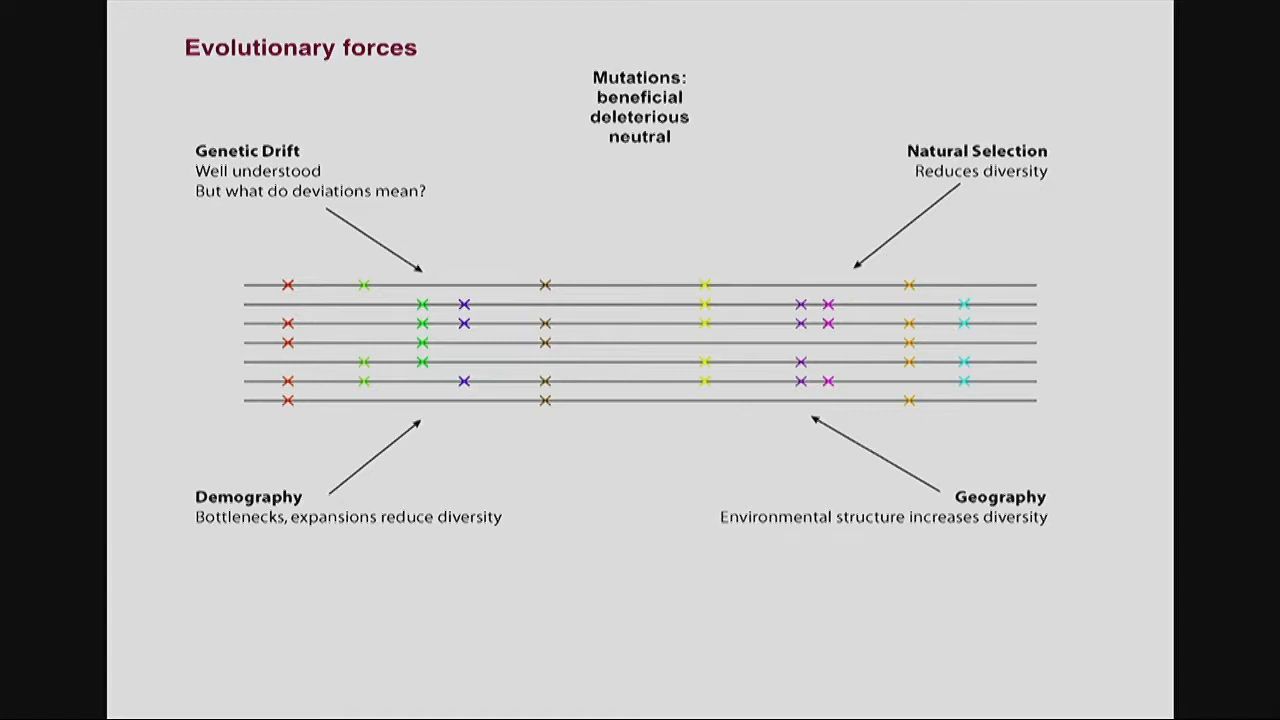 Evolutionary forces
Mutations:
beneficial
deleterious
neutral
Genetic Drift
Well understood
But what do deviations mean?
Natural Selection
Reduces diversity
Demography
Bottlenecks, expansions reduce diversity
Geography
Environmental structure increases diversity